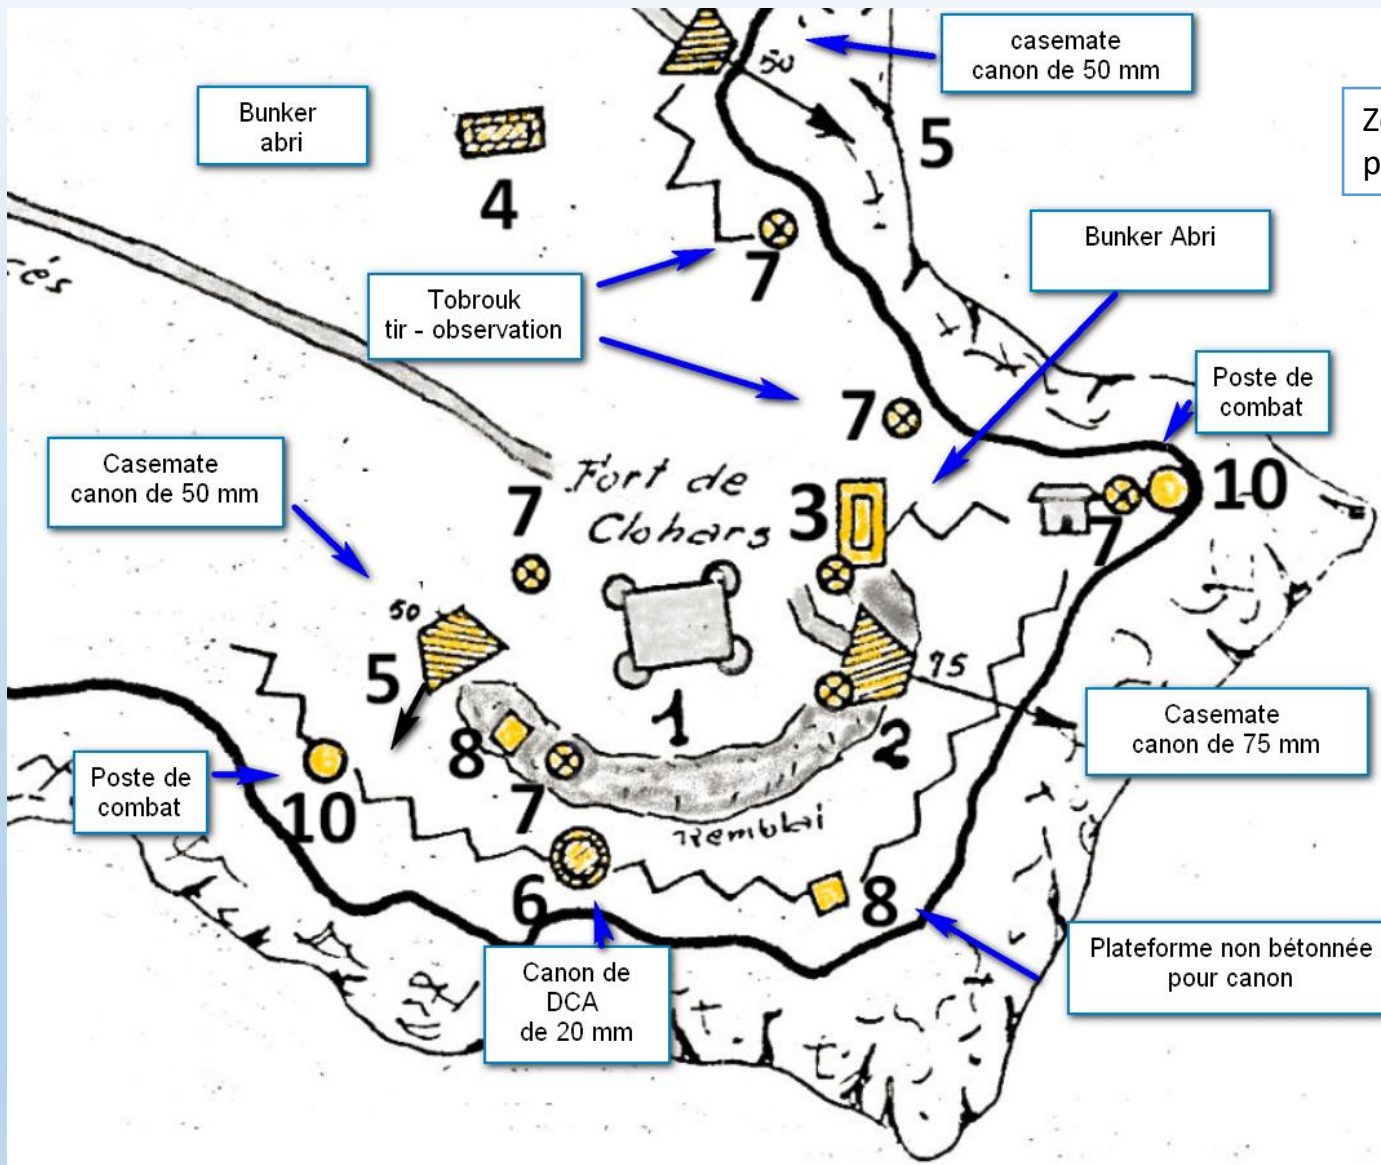 casemate
canon de 50 mm
50
Bunker
abri
Zo
p
5
4
Bunker Abri
cés
7
Tobrouk
tir - observation
Poste de
combat
7
Casemate
canon de 50 mm
Fort de
Clohars
7
3
10
7
50
5
75
1
2
Casemate
canon de 75 mm
8
Poste de
combat
10
7
remblai
6
8
Canon de
DCA
de 20 mm
Plateforme non bétonnée
pour canon